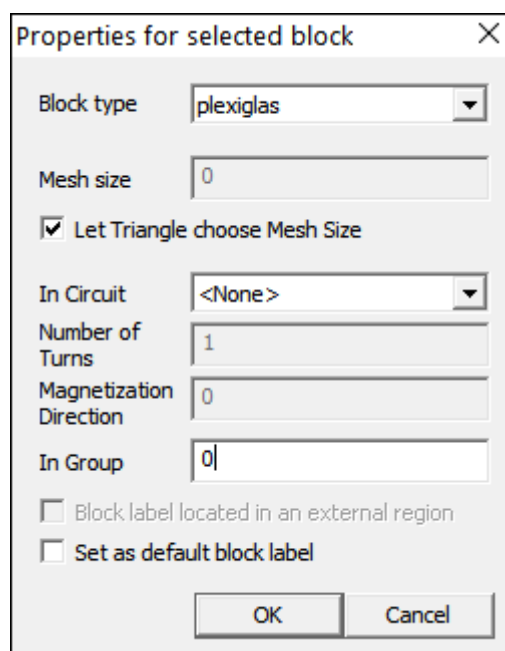 Properties for selected block
Block type
plexiglas
Mesh size
0
Let Triangle choose Mesh Size
In Circuit
<None>
Number of
Turns
1
Magnetization
Direction
0
In Group
0
Block label located in an external region
Set as default block label
OK
Cancel